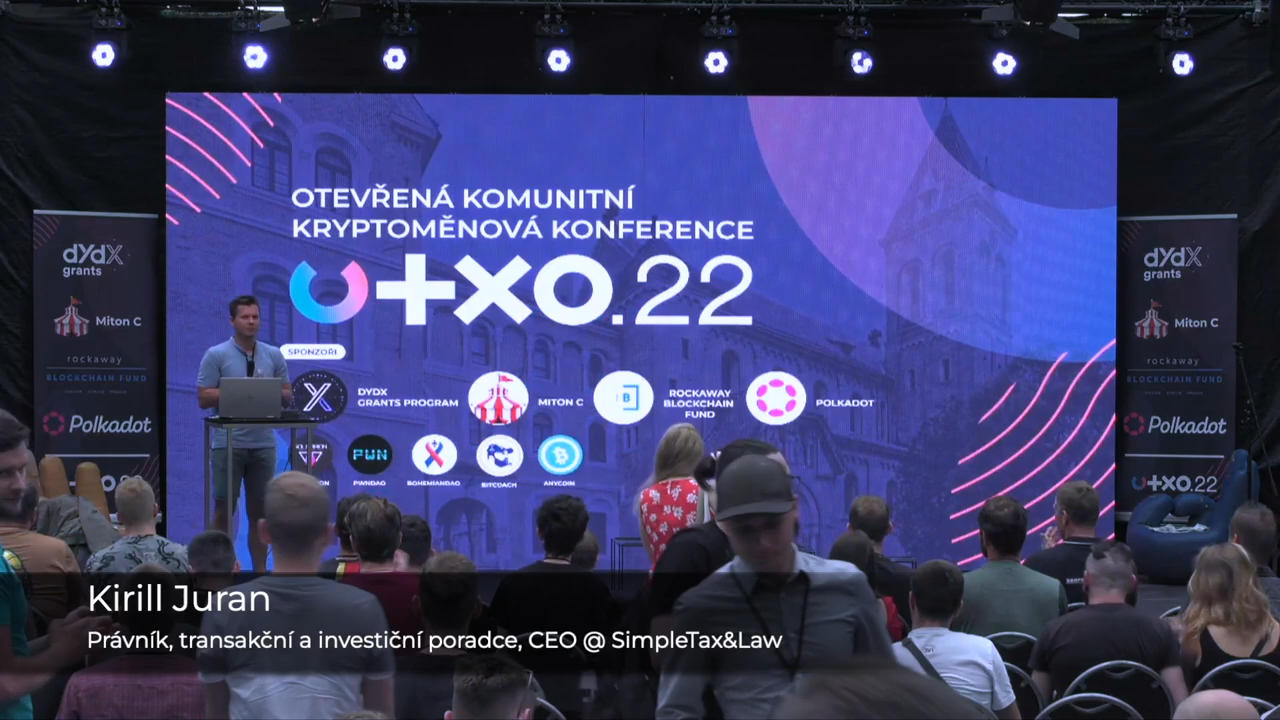 OTEVŘENÁ KOMUNITNÍ
KRYPTOMĚNOVÁ KONFERENCE
UTXO.22
SPONZOŘI
DYDX
GRANTS PROGRAM
MITON C
ROCKAWAY
BLOCKCHAIN
FUND
POLKADOT
PWN
PWNDAO
BOHEMIANDAO
BITCOACH
ANYCOIN
dYdX
grants
Miton C
rockaway
BLOCKCHAIN FUND
Polkadot
dYdX
grants
Miton C
rockaway
BLOCKCHAIN FUND
Polkadot
UTXO.22
Kirill Juran
Právník, transakční a investiční poradce, CEO @ SimpleTax&Law